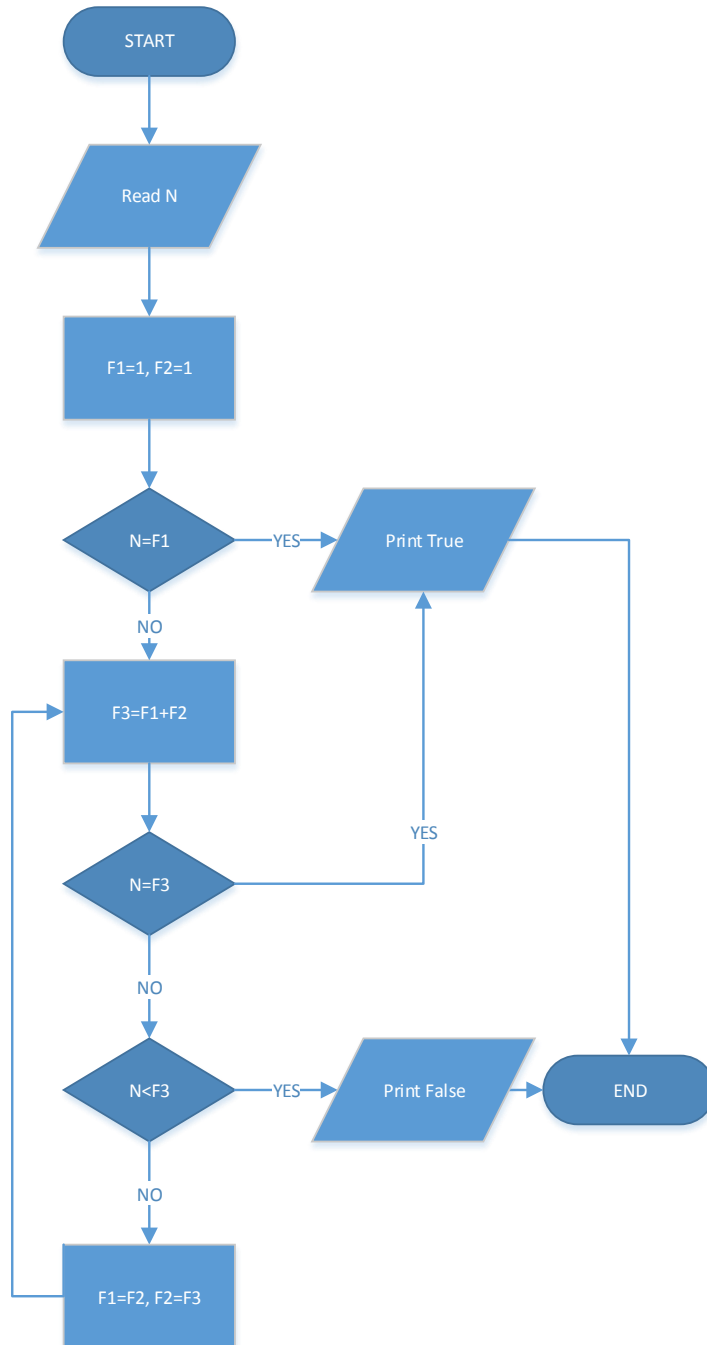 START
Read N
F1=1, F2=1
N=F1
YES
Print True
NO
F3=F1+F2
YES
N=F3
NO
N<F3
YES
Print False
END
NO
F1=F2, F2=F3